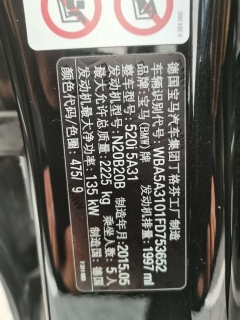 德国宝马汽车集团丁格芬工厂 制造
车辆识别代号: WBA5A3101FD753652
品牌: 宝马(BMW)牌
整车型号: 520i 5A31 发动机排量: 1997 ml
发动机型号: N20B20B 制造年月: 2015.05
最大允许总质量: 2225 kg 乘坐人数: 5 人
发动机最大净功率: 135 kW
颜色代码/色圈: 475/ 9 制造国: 德国